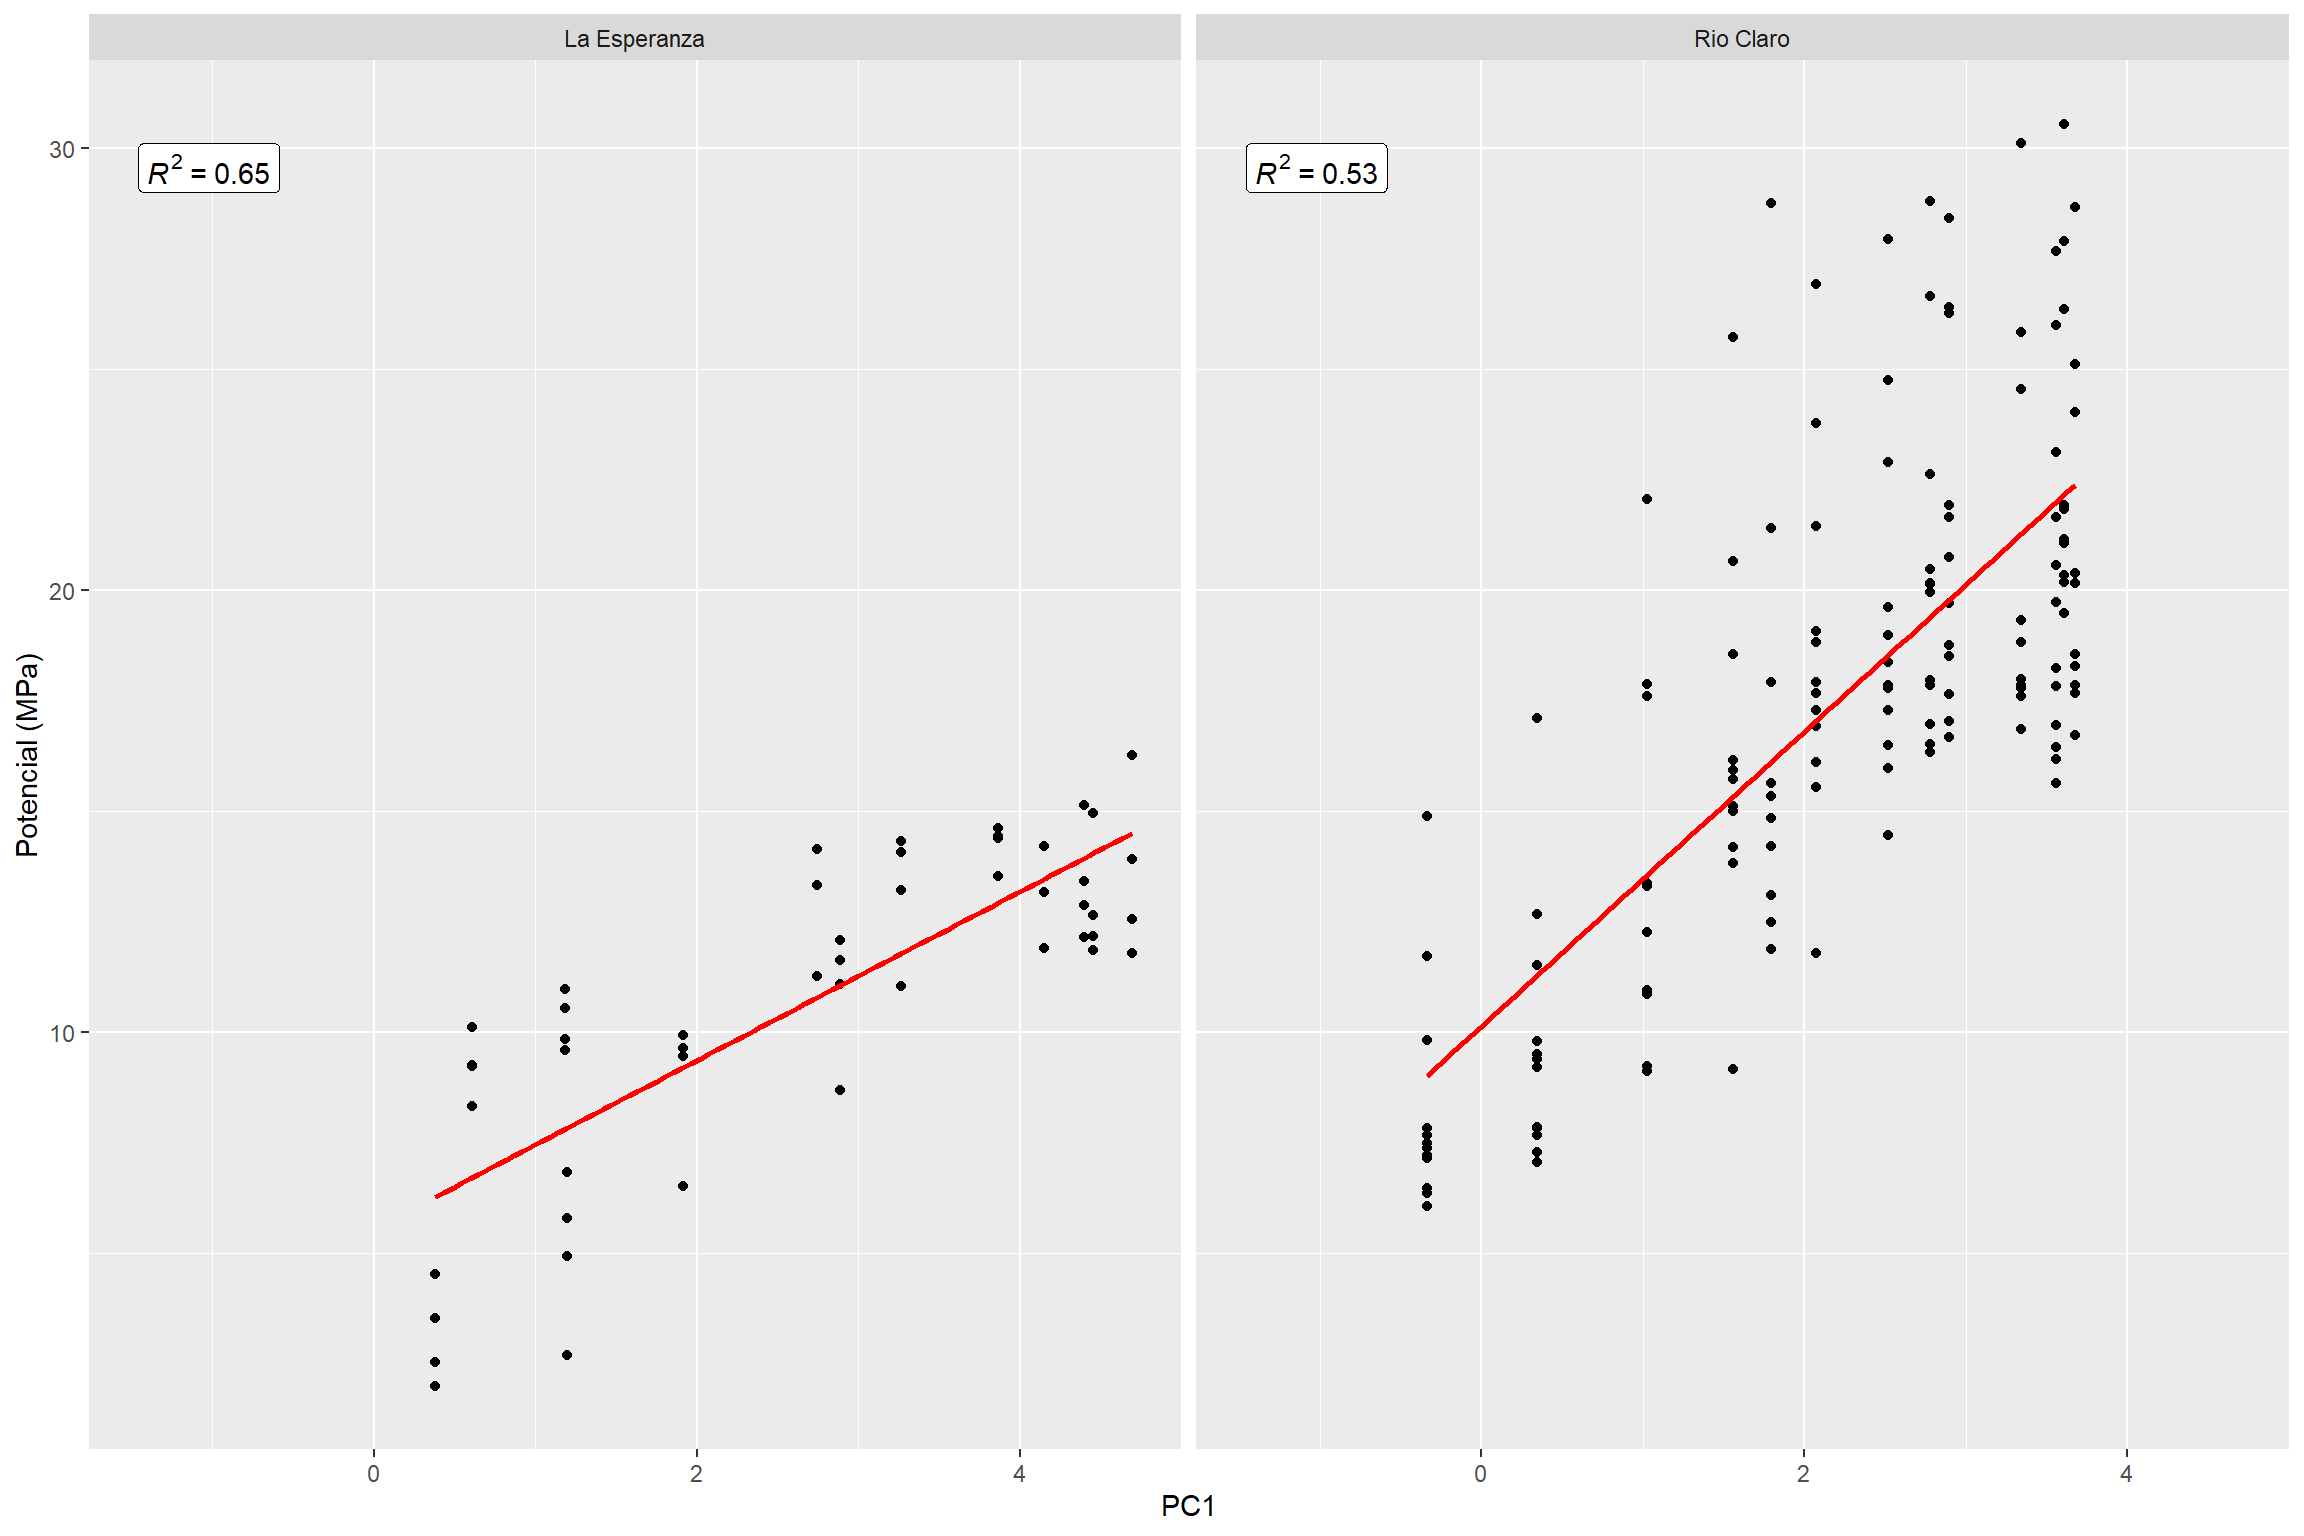 La Esperanza
Rio Claro
R² = 0.65
R² = 0.53
30
20
10
Potencial (MPa)
0 2 4
0 2 4
PC1